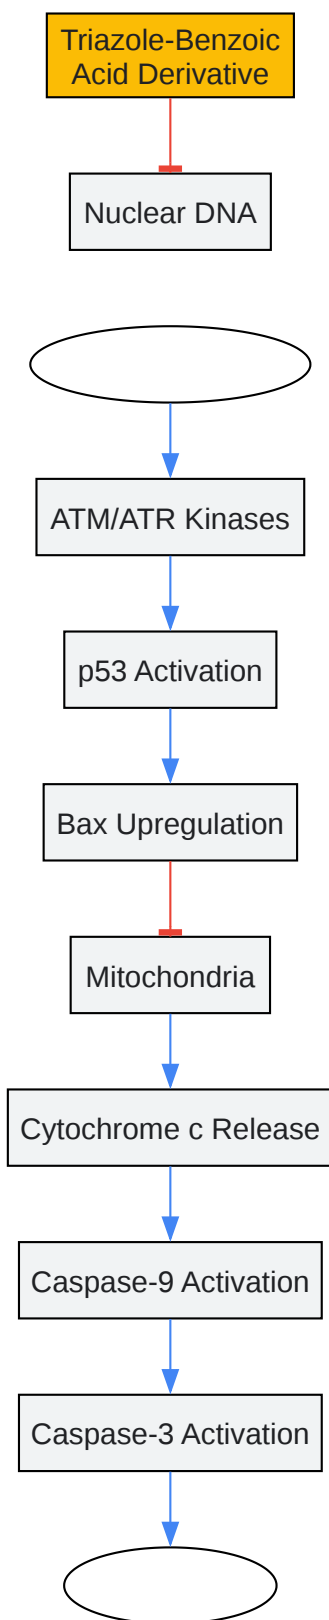 Triazole-Benzoic
Acid Derivative
Nuclear DNA
ATM/ATR Kinases
p53 Activation
Bax Upregulation
Mitochondria
Cytochrome c Release
Caspase-9 Activation
Caspase-3 Activation